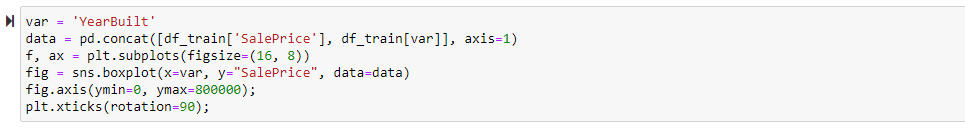 var = 'YearBuilt'
data = pd.concat([df_train['SalePrice'], df_train[var]], axis=1)
f, ax = plt.subplots(figsize=(16, 8))
fig = sns.boxplot(x=var, y="SalePrice", data=data)
fig.axis(ymin=0, ymax=800000);
plt.xticks(rotation=90);